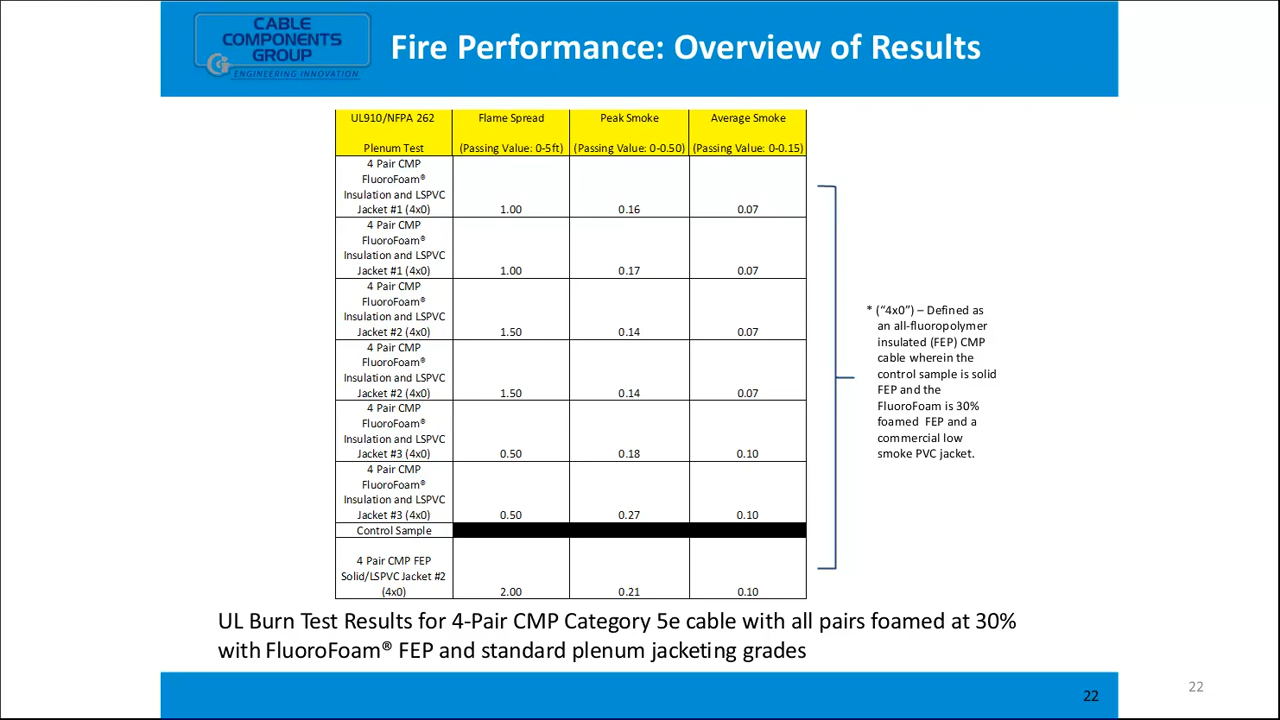 CABLE
COMPONENTS
GROUP
ENGINEERING INNOVATION
Fire Performance: Overview of Results
UL910/NFPA 262
Plenum Test
Flame Spread
(Passing Value: 0-5ft)
Peak Smoke
(Passing Value: 0-0.50)
Average Smoke
(Passing Value: 0-0.15)
4 Pair CMP
FluoroFoam®
Insulation and LSPVC
Jacket #1 (4x0)
1.00
0.16
0.07
4 Pair CMP
FluoroFoam®
Insulation and LSPVC
Jacket #1 (4x0)
1.00
0.17
0.07
4 Pair CMP
FluoroFoam®
Insulation and LSPVC
Jacket #2 (4x0)
1.50
0.14
0.07
4 Pair CMP
FluoroFoam®
Insulation and LSPVC
Jacket #2 (4x0)
1.50
0.14
0.07
4 Pair CMP
FluoroFoam®
Insulation and LSPVC
Jacket #3 (4x0)
0.50
0.18
0.10
4 Pair CMP
FluoroFoam®
Insulation and LSPVC
Jacket #3 (4x0)
0.50
0.27
0.10
Control Sample
4 Pair CMP FEP
Solid/LSPVC Jacket #2
(4x0)
2.00
0.21
0.10
* (“4x0”) – Defined as
an all-fluoropolymer
insulated (FEP) CMP
cable wherein the
control sample is solid
FEP and the
FluoroFoam is 30%
foamed FEP and a
commercial low
smoke PVC jacket.
UL Burn Test Results for 4-Pair CMP Category 5e cable with all pairs foamed at 30%
with FluoroFoam® FEP and standard plenum jacketing grades
22
22